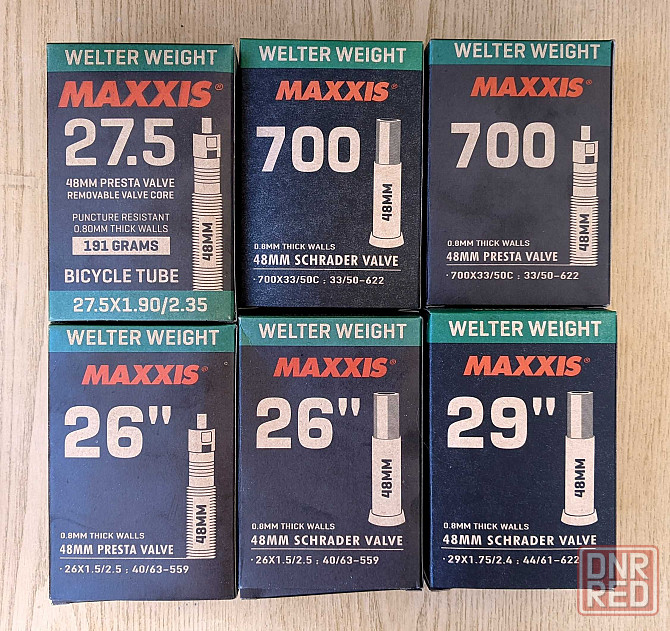 WELTER WEIGHT
MAXXIS®
27.5
48MM PRESTA VALVE
REMOVABLE VALVE CORE
PUNCTURE RESISTANT
0.80MM THICK WALLS
191 GRAMS
48MM
BICYCLE TUBE
27.5X1.90/2.35
WELTER WEIGHT
MAXXIS®
700
48MM
0.8MM THICK WALLS
48MM SCHRADER VALVE
·700X33/50C : 33/50-622
WELTER WEIGHT
MAXXIS®
700
48MM
0.8MM THICK WALLS
48MM PRESTA VALVE
·700X33/50C : 33/50-622
WELTER WEIGHT
MAXXIS®
26"
48MM
0.8MM THICK WALLS
48MM PRESTA VALVE
·26X1.5/2.5 : 40/63-559
WELTER WEIGHT
MAXXIS®
26"
48MM
0.8MM THICK WALLS
48MM SCHRADER VALVE
·26X1.5/2.5 : 40/63-559
WELTER WEIGHT
MAXXIS®
29"
48MM
0.8MM THICK WALLS
48MM SCHRADER VALVE
·29X1.75/2.4 : 44/61-622
DNR
RED